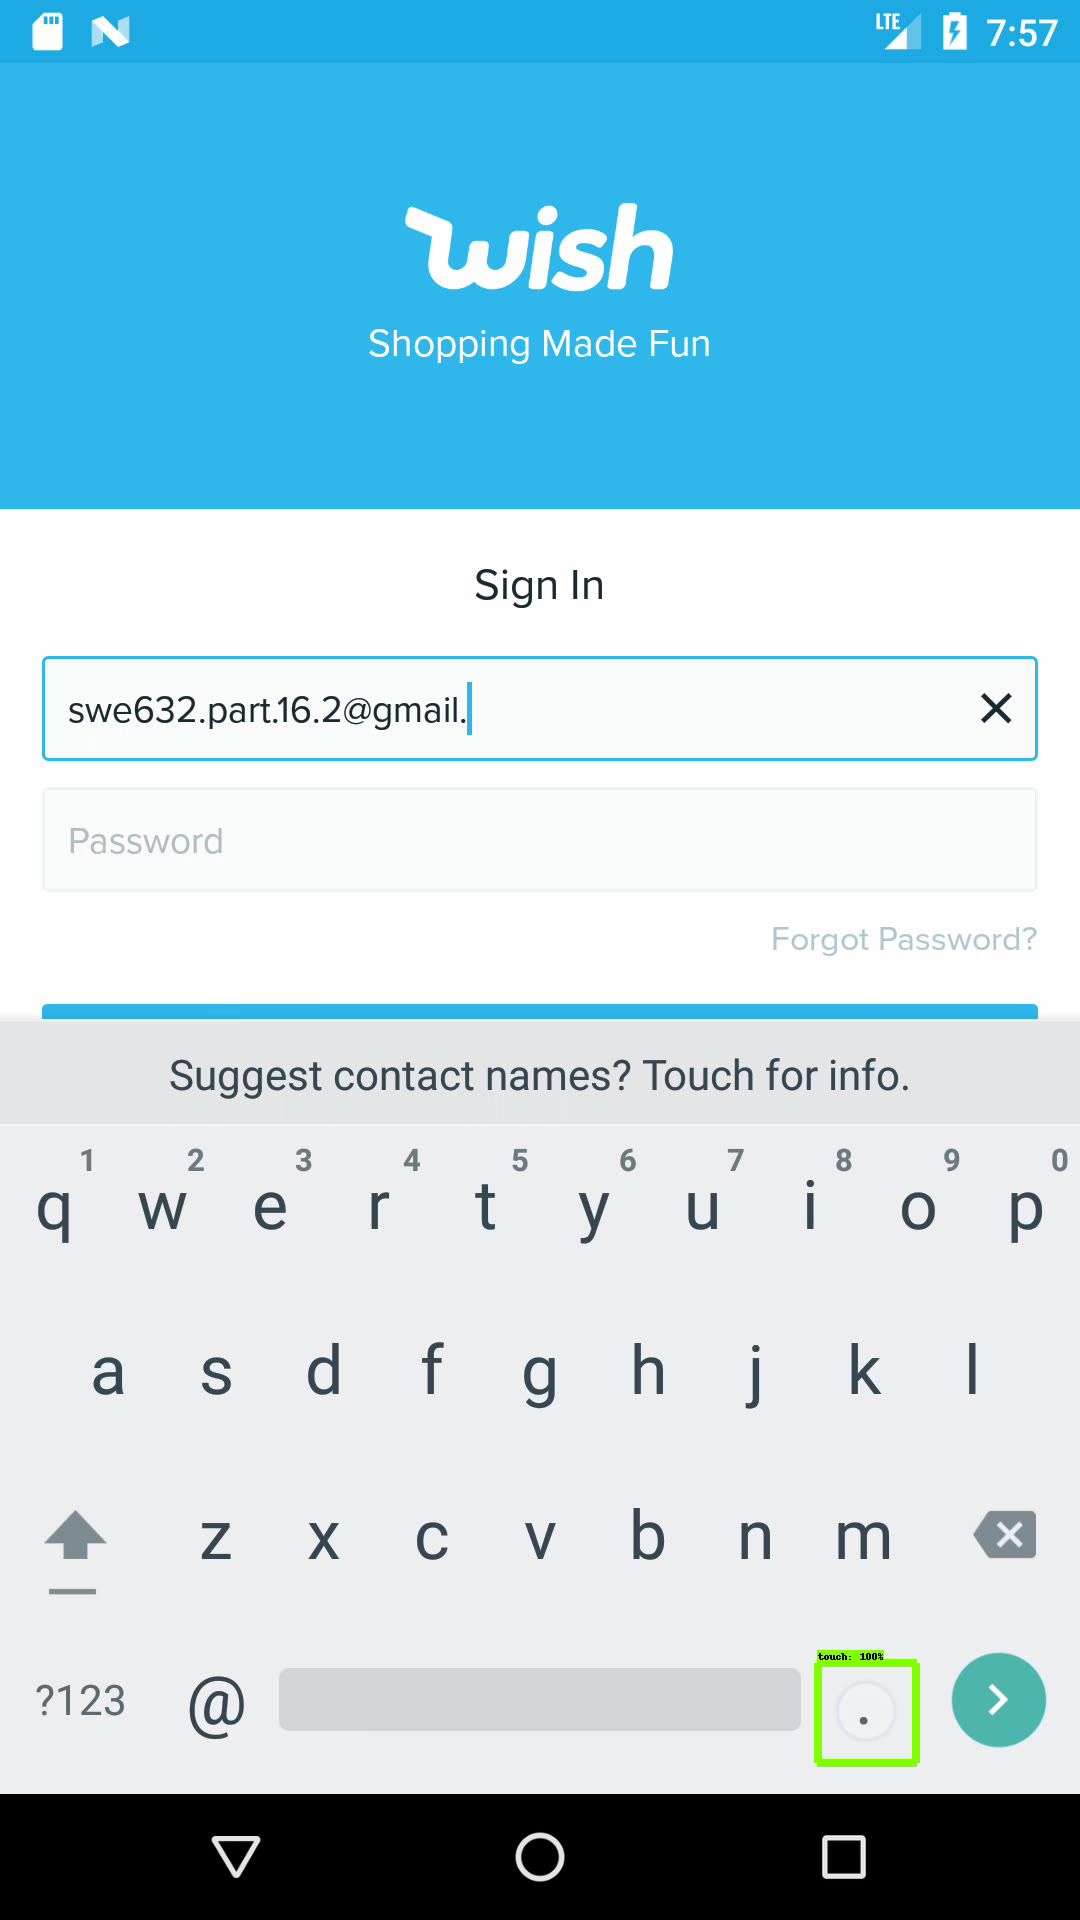 LTE 7:57
wish
Shopping Made Fun
Sign In
swe632.part.16.2@gmail.
Password
Forgot Password?
Suggest contact names? Touch for info.
1 2 3 4 5 6 7 8 9 0
q w e r t y u i o p
a s d f g h j k l
z x c v b n m
touch: 100%
?123 @ .